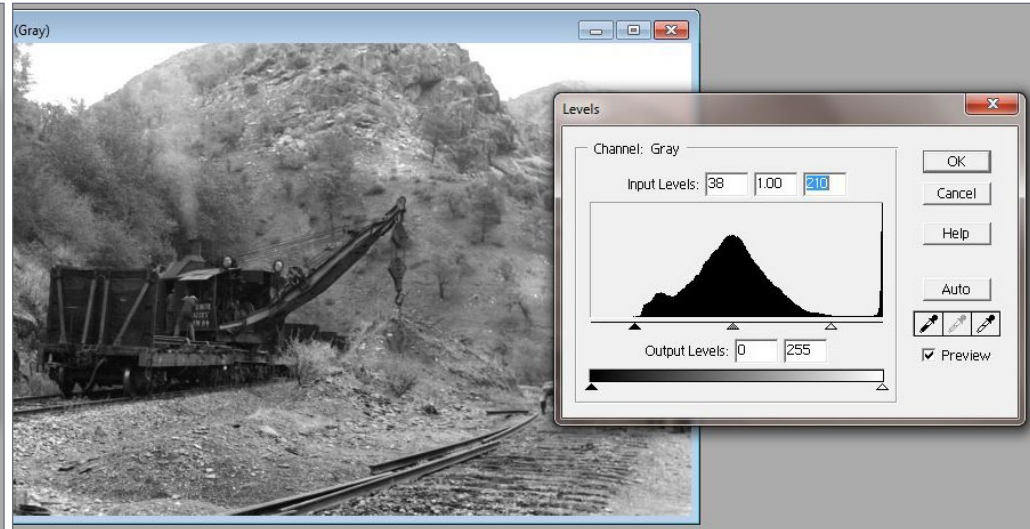 (Gray)
Levels
Channel: Gray
Input Levels: 38 1.00 210
Output Levels: 0 255
OK
Cancel
Help
Auto
Preview